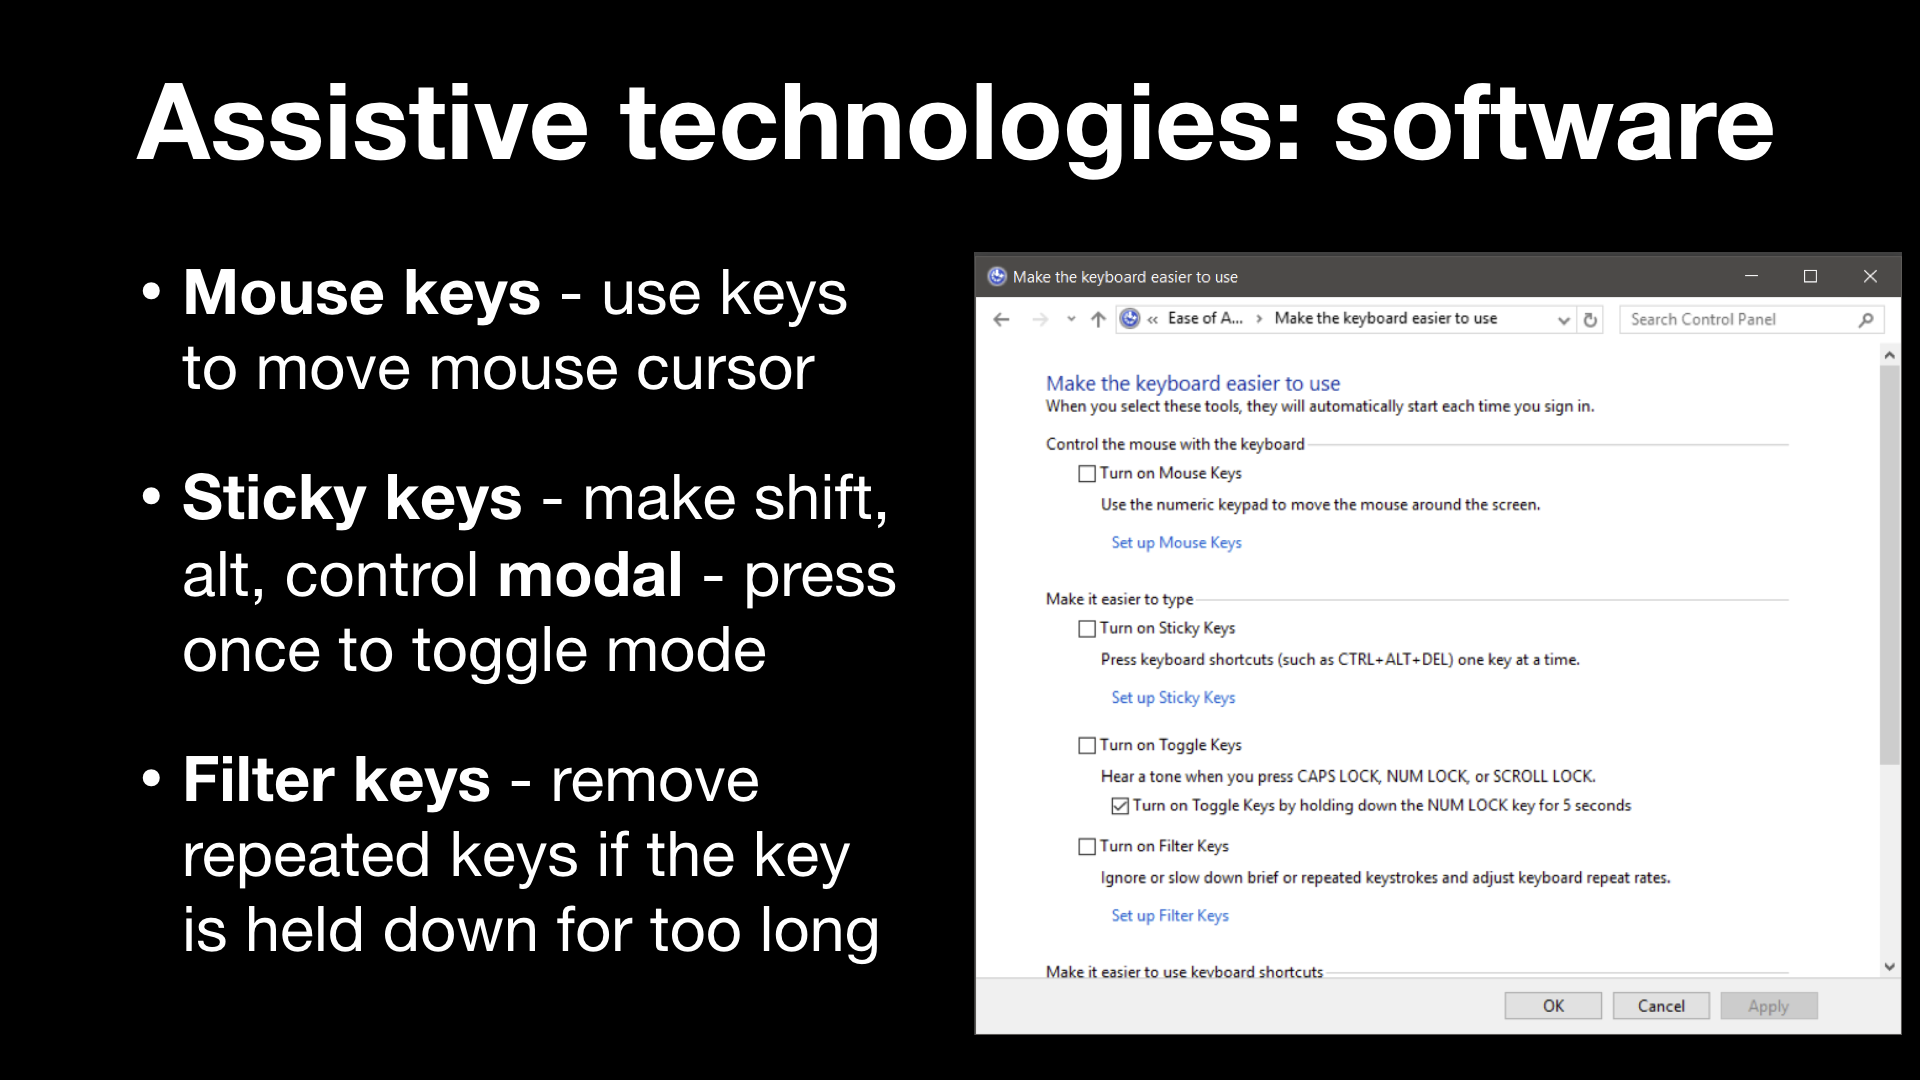 Assistive technologies: software
• Mouse keys - use keys
to move mouse cursor
• Sticky keys - make shift,
alt, control modal - press
once to toggle mode
• Filter keys - remove
repeated keys if the key
is held down for too long
Make the keyboard easier to use
« Ease of A... › Make the keyboard easier to use
Search Control Panel
Make the keyboard easier to use
When you select these tools, they will automatically start each time you sign in.
Control the mouse with the keyboard
Turn on Mouse Keys
Use the numeric keypad to move the mouse around the screen.
Set up Mouse Keys
Make it easier to type
Turn on Sticky Keys
Press keyboard shortcuts (such as CTRL+ALT+DEL) one key at a time.
Set up Sticky Keys
Turn on Toggle Keys
Hear a tone when you press CAPS LOCK, NUM LOCK, or SCROLL LOCK.
Turn on Toggle Keys by holding down the NUM LOCK key for 5 seconds
Turn on Filter Keys
Ignore or slow down brief or repeated keystrokes and adjust keyboard repeat rates.
Set up Filter Keys
Make it easier to use keyboard shortcuts
OK
Cancel
Apply